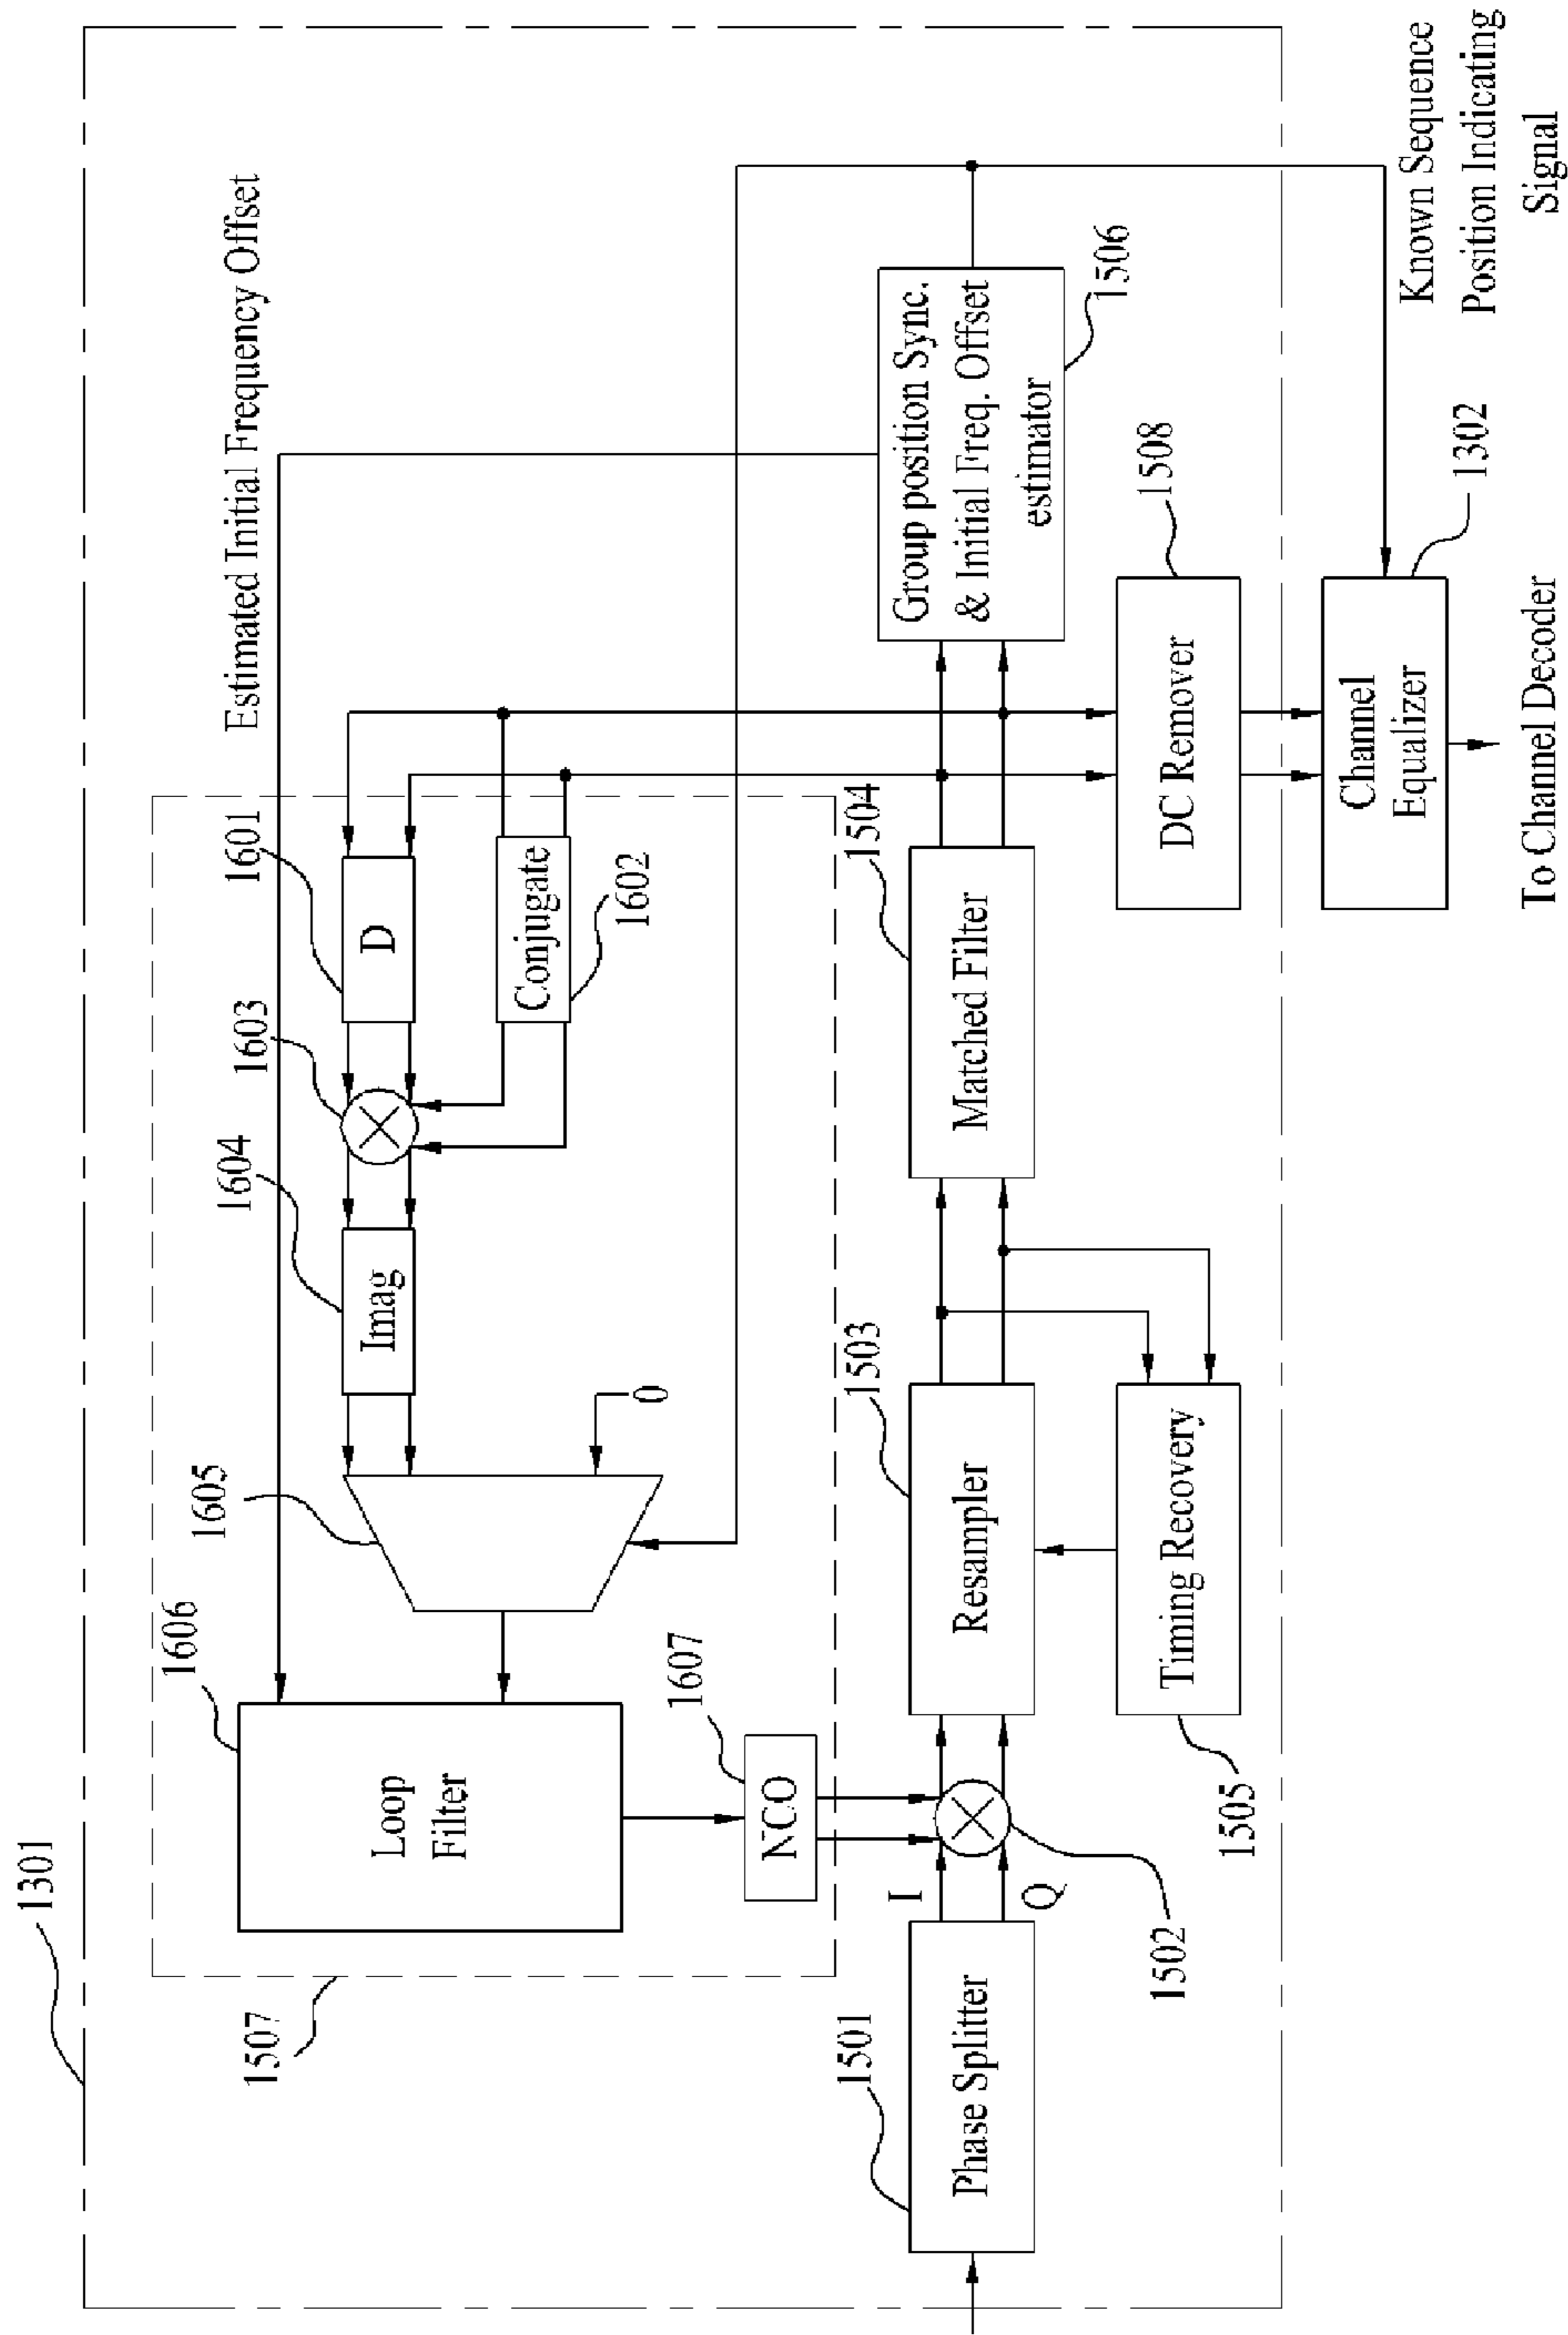 1301
Estimated Initial Frequency Offset
1507
1606
Loop
Filter
1605
1604
Imag
1603
1601
D
Conjugate
1602
0
1607
NCO
1501
Phase Splitter
I
Q
1502
1503
Resampler
Timing Recovery
1505
1504
Matched Filter
Group position Sync.
& Initial Freq. Offset
estimator
1506
DC Remover
1508
Channel
Equalizer
1302
Known Sequence
Position Indicating
Signal
To Channel Decoder